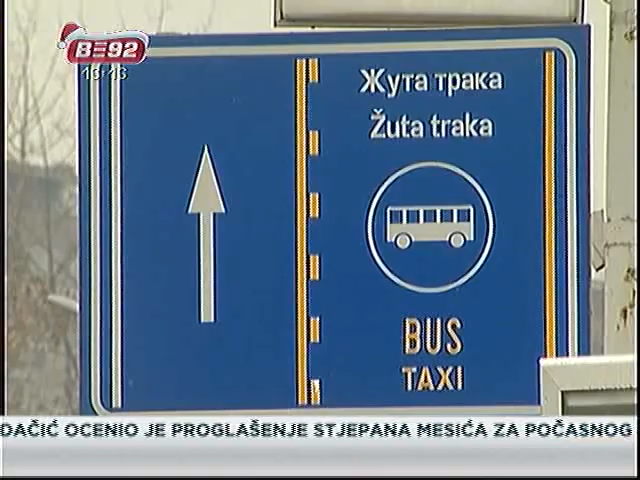 B92
Жута трака
Žuta traka
BUS
TAXI
DAČIĆ OCENIO JE PROGLAŠENJE STJEPANA MESIĆA ZA POČASNOG